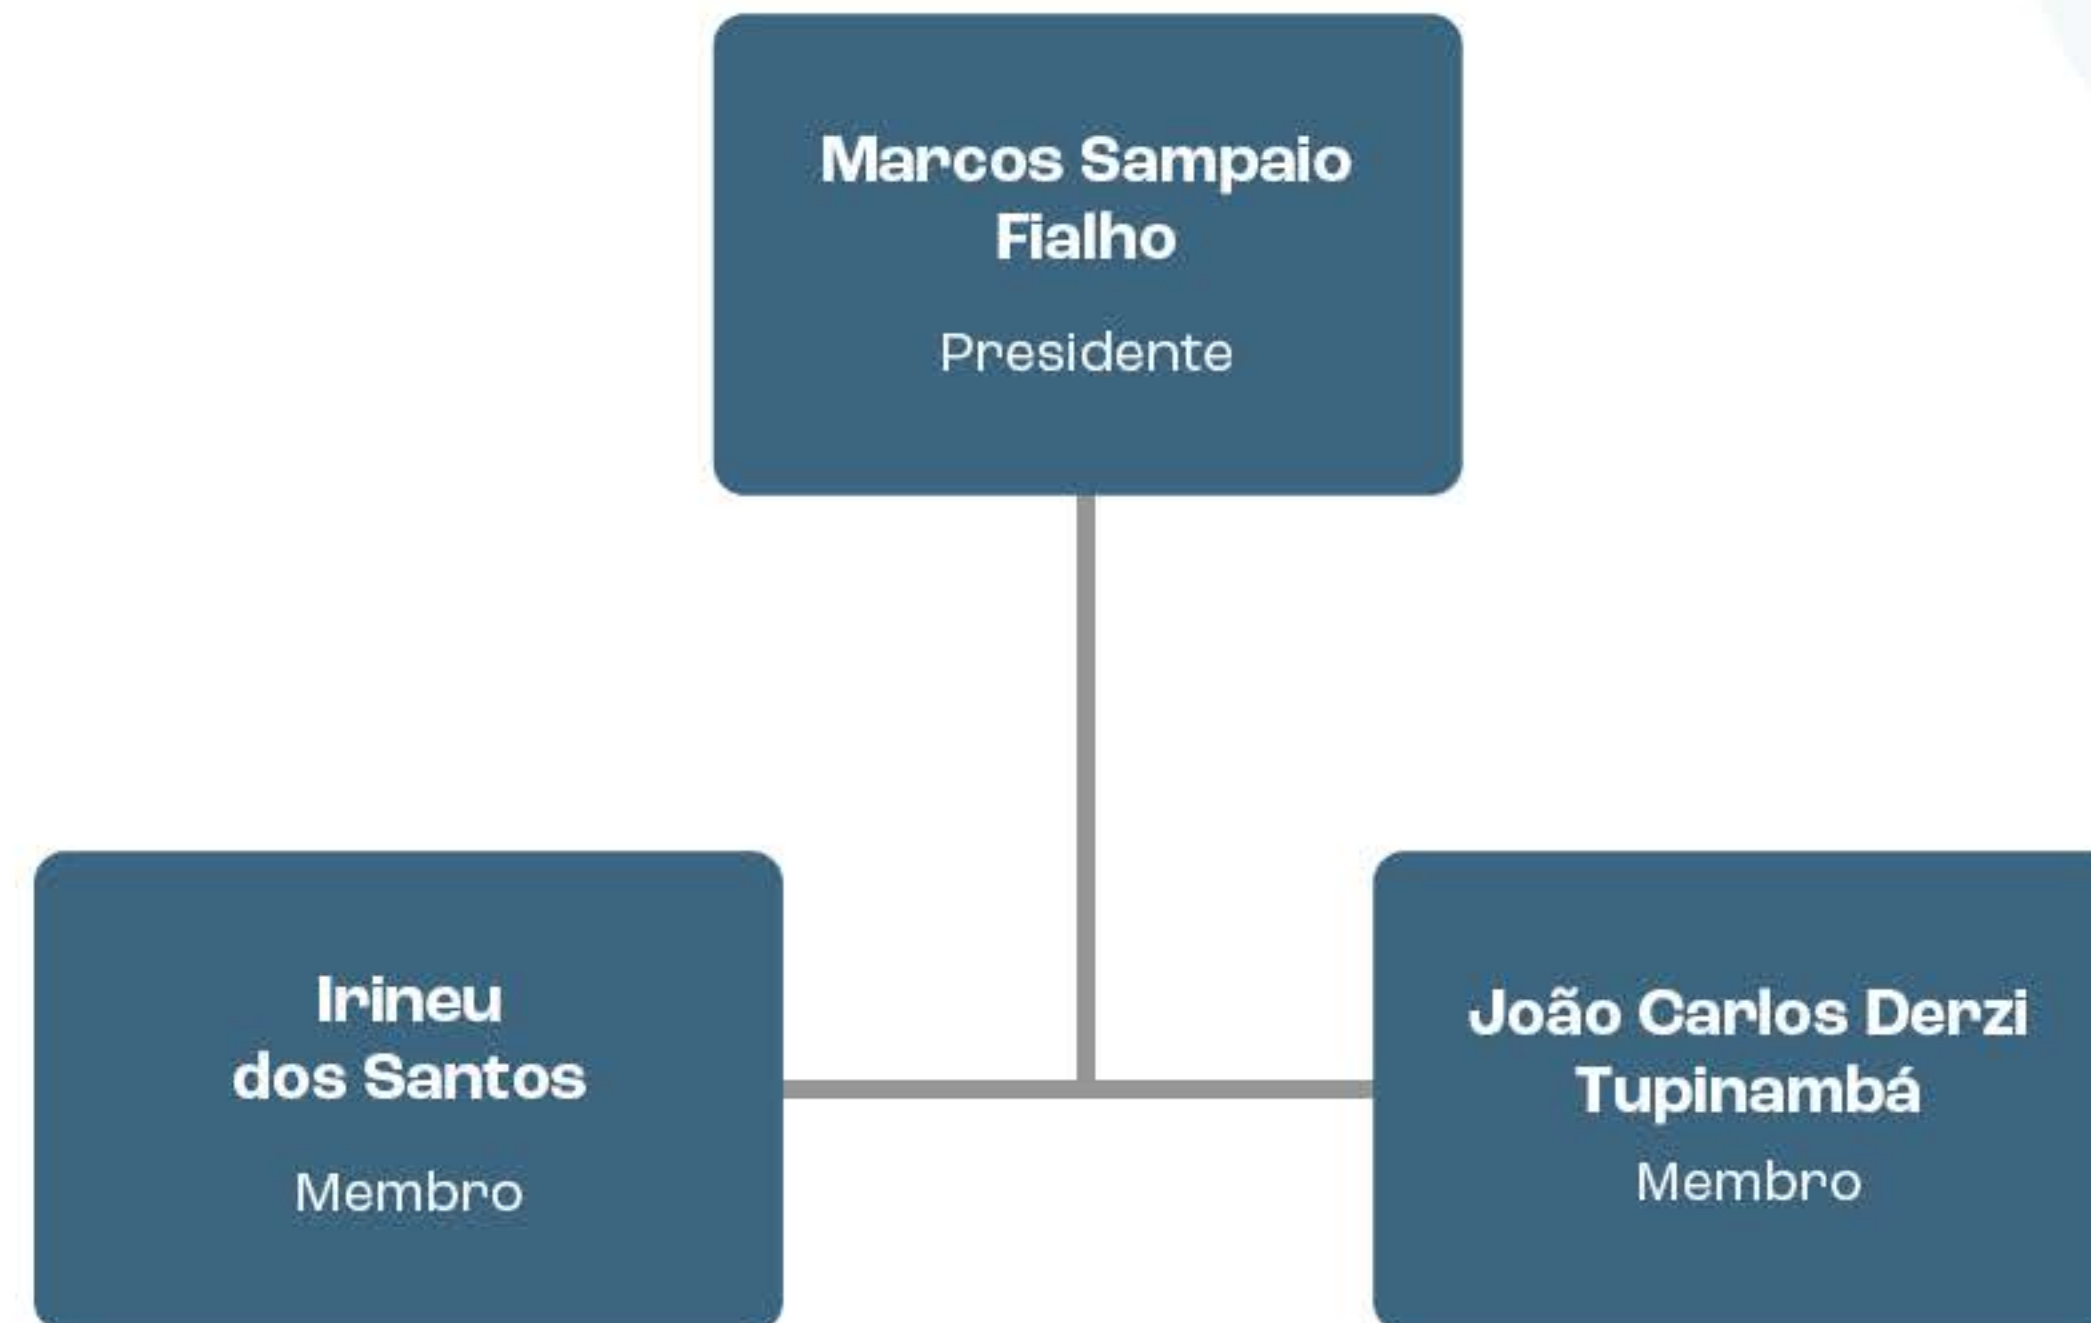 Marcos Sampaio
Fialho
Presidente
Irineu
dos Santos
Membro
João Carlos Derzi
Tupinambá
Membro